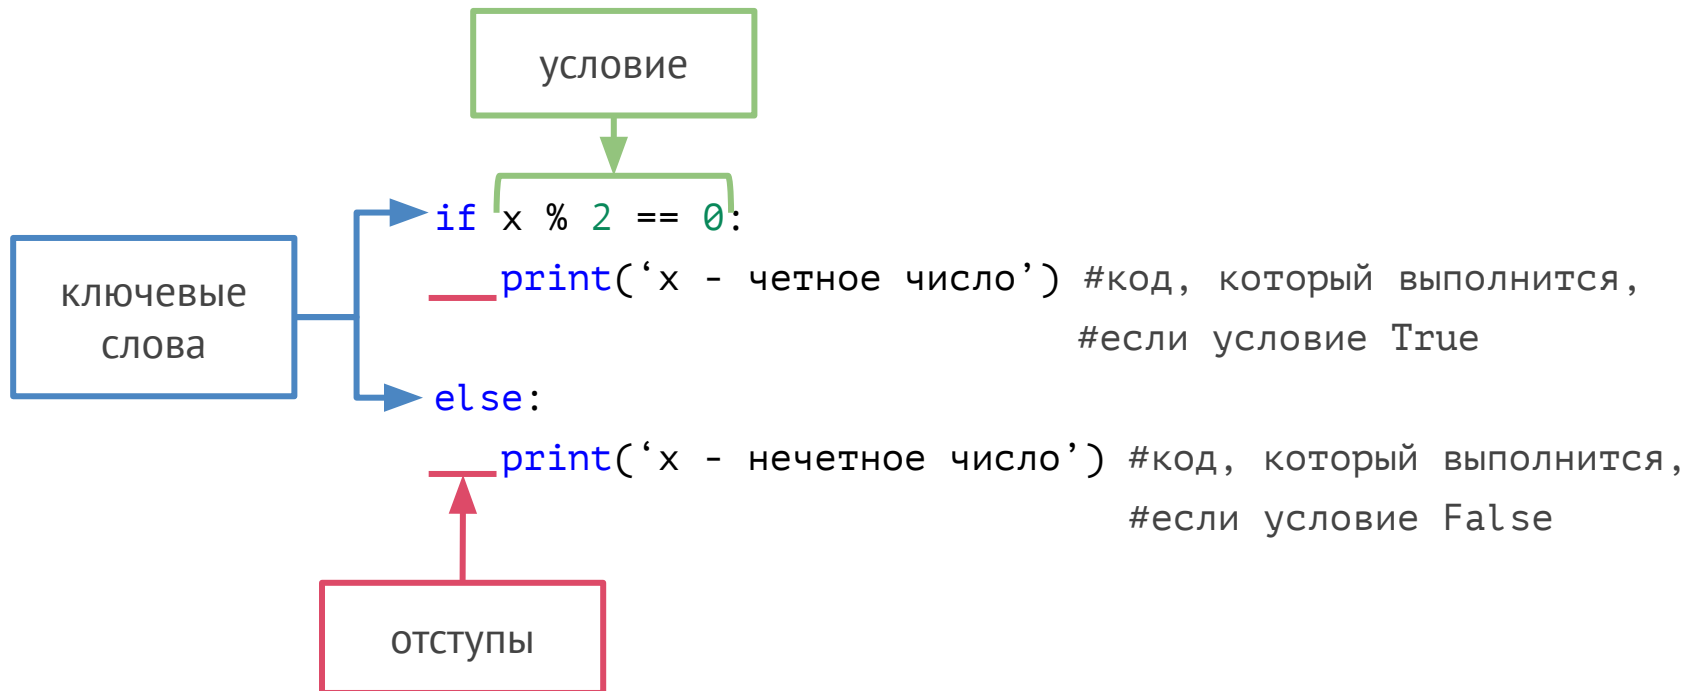 условие
if x % 2 == 0:
print(‘x - четное число’) #код, который выполнится,
#если условие True
ключевые
слова
else:
print(‘x - нечетное число’) #код, который выполнится,
#если условие False
отступы